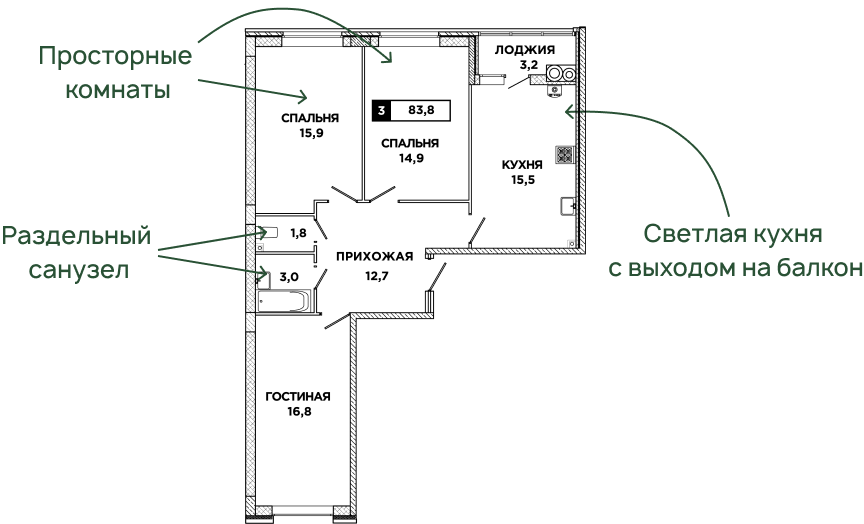 Просторные
комнаты
ЛОДЖИЯ
3,2
3 83,8
СПАЛЬНЯ
15,9
СПАЛЬНЯ
14,9
КУХНЯ
15,5
Раздельный
санузел
1,8
3,0
ПРИХОЖАЯ
12,7
Светлая кухня
с выходом на балкон
ГОСТИНАЯ
16,8